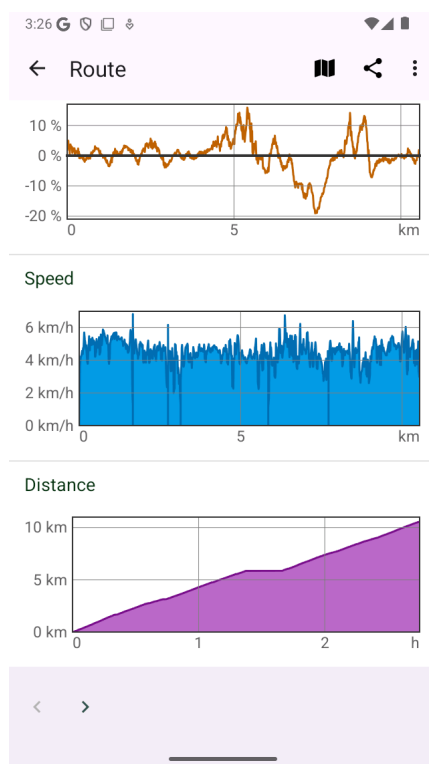 3:26
Route
10 %
0 %
-10 %
-20 %
0 5 km
Speed
6 km/h
4 km/h
2 km/h
0 km/h
0 5 km
Distance
10 km
5 km
0 km
0 1 2 h